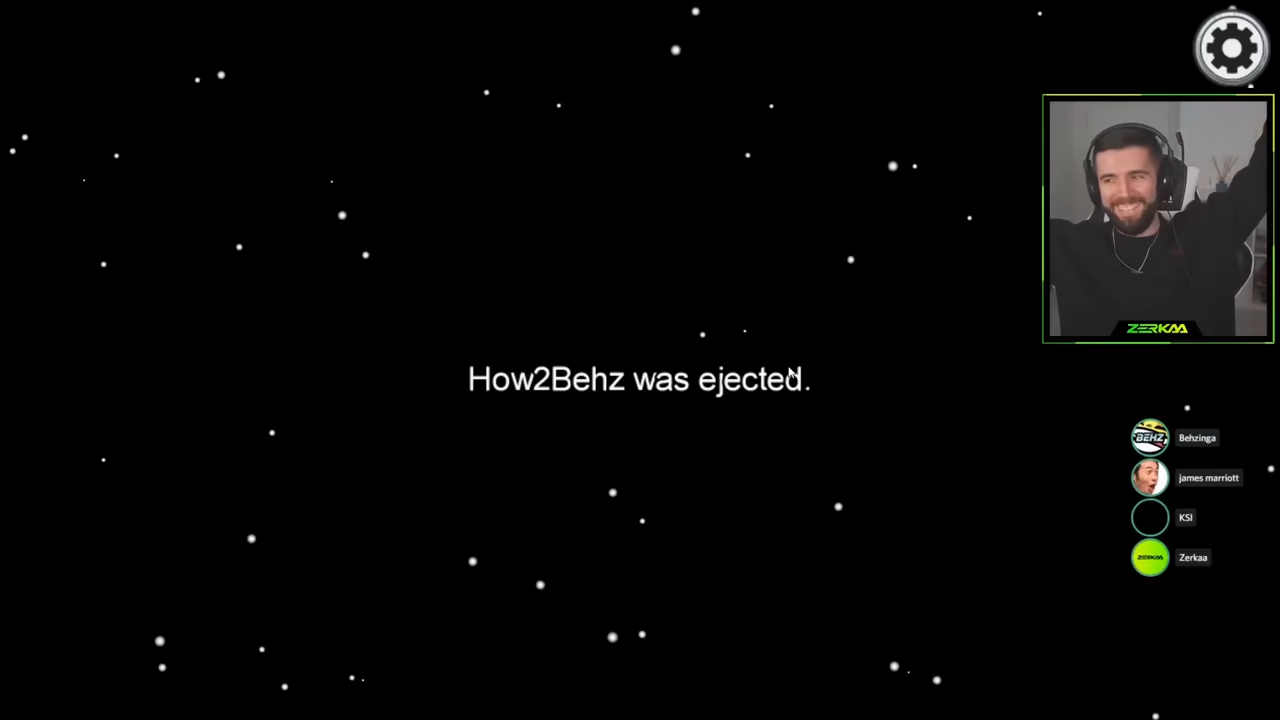 ZERKAA
How2Behz was ejected.
BEHZ
Behzinga
james marriott
KSI
ZERKAA
Zerkaa